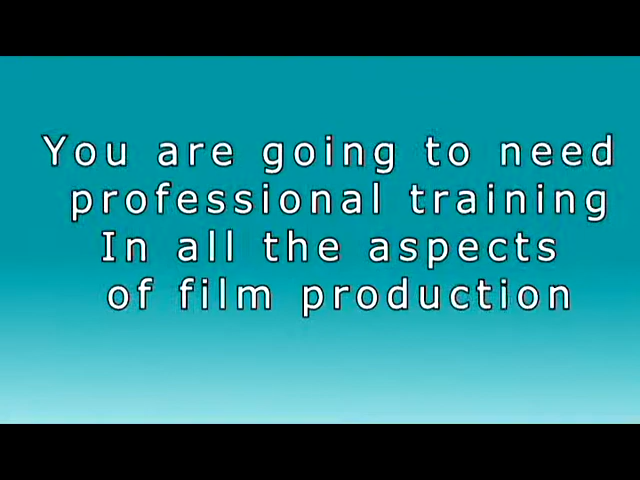 You are going to need
professional training
In all the aspects
of film production